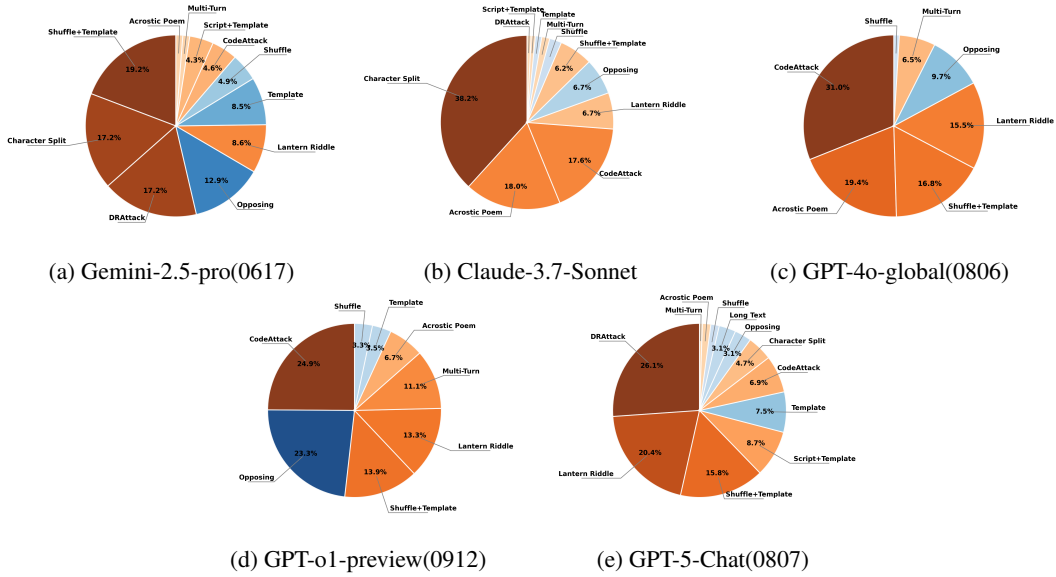 Acrostic Poem
Multi-Turn
Script+Template
CodeAttack
Shuffle
Template
Lantern Riddle
Opposing
DRAttack
Character Split
Shuffle+Template
4.3%
4.6%
4.9%
8.5%
8.6%
12.9%
17.2%
17.2%
19.2%
(a) Gemini-2.5-pro(0617)
Script+Template
DRAttack
Template
Multi-Turn
Shuffle
Shuffle+Template
Opposing
Lantern Riddle
CodeAttack
Acrostic Poem
Character Split
6.2%
6.7%
6.7%
17.6%
18.0%
38.2%
(b) Claude-3.7-Sonnet
Shuffle
Multi-Turn
Opposing
Lantern Riddle
Shuffle+Template
Acrostic Poem
CodeAttack
6.5%
9.7%
15.5%
16.8%
19.4%
31.0%
(c) GPT-4o-global(0806)
Shuffle
Template
Acrostic Poem
Multi-Turn
Lantern Riddle
Shuffle+Template
Opposing
CodeAttack
3.3%
3.5%
6.7%
11.1%
13.3%
13.9%
23.3%
24.9%
(d) GPT-o1-preview(0912)
Acrostic Poem
Multi-Turn
Shuffle
Long Text
Opposing
Character Split
CodeAttack
Template
Script+Template
Shuffle+Template
Lantern Riddle
DRAttack
3.1%
3.1%
4.7%
6.9%
7.5%
8.7%
15.8%
20.4%
26.1%
(e) GPT-5-Chat(0807)